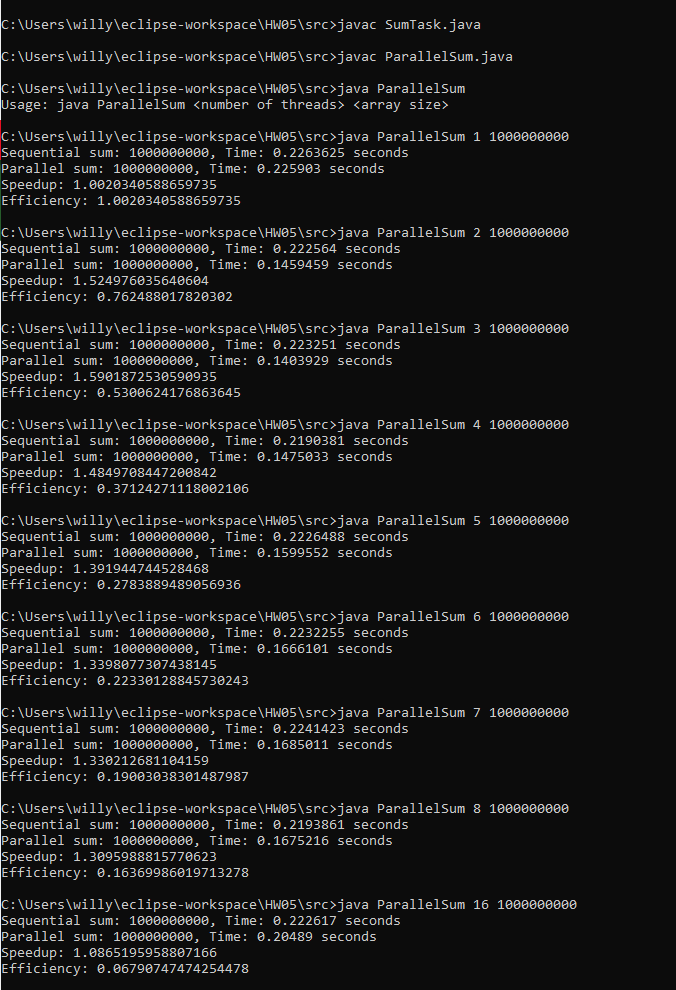 C:\Users\willy\eclipse-workspace\HW05\src>javac SumTask.java
C:\Users\willy\eclipse-workspace\HW05\src>javac ParallelSum.java
C:\Users\willy\eclipse-workspace\HW05\src>java ParallelSum
Usage: java ParallelSum <number of threads> <array size>
C:\Users\willy\eclipse-workspace\HW05\src>java ParallelSum 1 1000000000
Sequential sum: 1000000000, Time: 0.2263625 seconds
Parallel sum: 1000000000, Time: 0.225903 seconds
Speedup: 1.0020340588659735
Efficiency: 1.0020340588659735
C:\Users\willy\eclipse-workspace\HW05\src>java ParallelSum 2 1000000000
Sequential sum: 1000000000, Time: 0.222564 seconds
Parallel sum: 1000000000, Time: 0.1459459 seconds
Speedup: 1.524976035640604
Efficiency: 0.762488017820302
C:\Users\willy\eclipse-workspace\HW05\src>java ParallelSum 3 1000000000
Sequential sum: 1000000000, Time: 0.223251 seconds
Parallel sum: 1000000000, Time: 0.1403929 seconds
Speedup: 1.5901872530590935
Efficiency: 0.5300624176863645
C:\Users\willy\eclipse-workspace\HW05\src>java ParallelSum 4 1000000000
Sequential sum: 1000000000, Time: 0.2190381 seconds
Parallel sum: 1000000000, Time: 0.1475033 seconds
Speedup: 1.4849708447200842
Efficiency: 0.37124271118002106
C:\Users\willy\eclipse-workspace\HW05\src>java ParallelSum 5 1000000000
Sequential sum: 1000000000, Time: 0.2226488 seconds
Parallel sum: 1000000000, Time: 0.1599552 seconds
Speedup: 1.391944744528468
Efficiency: 0.2783889489056936
C:\Users\willy\eclipse-workspace\HW05\src>java ParallelSum 6 1000000000
Sequential sum: 1000000000, Time: 0.2232255 seconds
Parallel sum: 1000000000, Time: 0.1666101 seconds
Speedup: 1.3398077307438145
Efficiency: 0.22330128845730243
C:\Users\willy\eclipse-workspace\HW05\src>java ParallelSum 7 1000000000
Sequential sum: 1000000000, Time: 0.2241423 seconds
Parallel sum: 1000000000, Time: 0.1685011 seconds
Speedup: 1.330212681104159
Efficiency: 0.19003038301487987
C:\Users\willy\eclipse-workspace\HW05\src>java ParallelSum 8 1000000000
Sequential sum: 1000000000, Time: 0.2193861 seconds
Parallel sum: 1000000000, Time: 0.1675216 seconds
Speedup: 1.3095988815770623
Efficiency: 0.16369986019713278
C:\Users\willy\eclipse-workspace\HW05\src>java ParallelSum 16 1000000000
Sequential sum: 1000000000, Time: 0.222617 seconds
Parallel sum: 1000000000, Time: 0.20489 seconds
Speedup: 1.0865195958807166
Efficiency: 0.06790747474254478